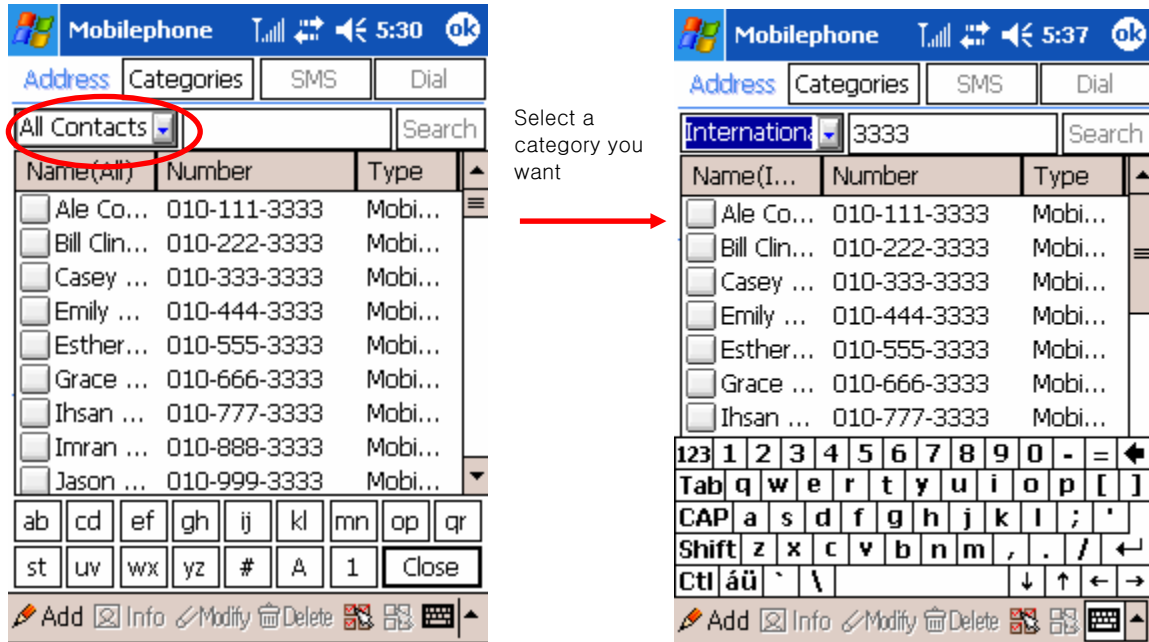 Mobilephone 5:30 ok
Address Categories SMS Dial
All Contacts Search
Name(All) Number Type
Ale Co... 010-111-3333 Mobi...
Bill Clin... 010-222-3333 Mobi...
Casey ... 010-333-3333 Mobi...
Emily ... 010-444-3333 Mobi...
Esther... 010-555-3333 Mobi...
Grace ... 010-666-3333 Mobi...
Ihsan ... 010-777-3333 Mobi...
Imran ... 010-888-3333 Mobi...
Jason ... 010-999-3333 Mobi...
ab cd ef gh ij kl mn op qr
st uv wx yz # A 1 Close
Add Info Modify Delete
Select a
category you
want
Mobilephone 5:37 ok
Address Categories SMS Dial
Internationa 3333 Search
Name(I... Number Type
Ale Co... 010-111-3333 Mobi...
Bill Clin... 010-222-3333 Mobi...
Casey ... 010-333-3333 Mobi...
Emily ... 010-444-3333 Mobi...
Esther... 010-555-3333 Mobi...
Grace ... 010-666-3333 Mobi...
Ihsan ... 010-777-3333 Mobi...
123 1 2 3 4 5 6 7 8 9 0 - = 🡄
Tab q w e r t y u i o p [ ]
CAP a s d f g h j k l ; '
Shift z x c v b n m , . / ↵
Ctl áü ` \ ↓ ↑ ← →
Add Info Modify Delete